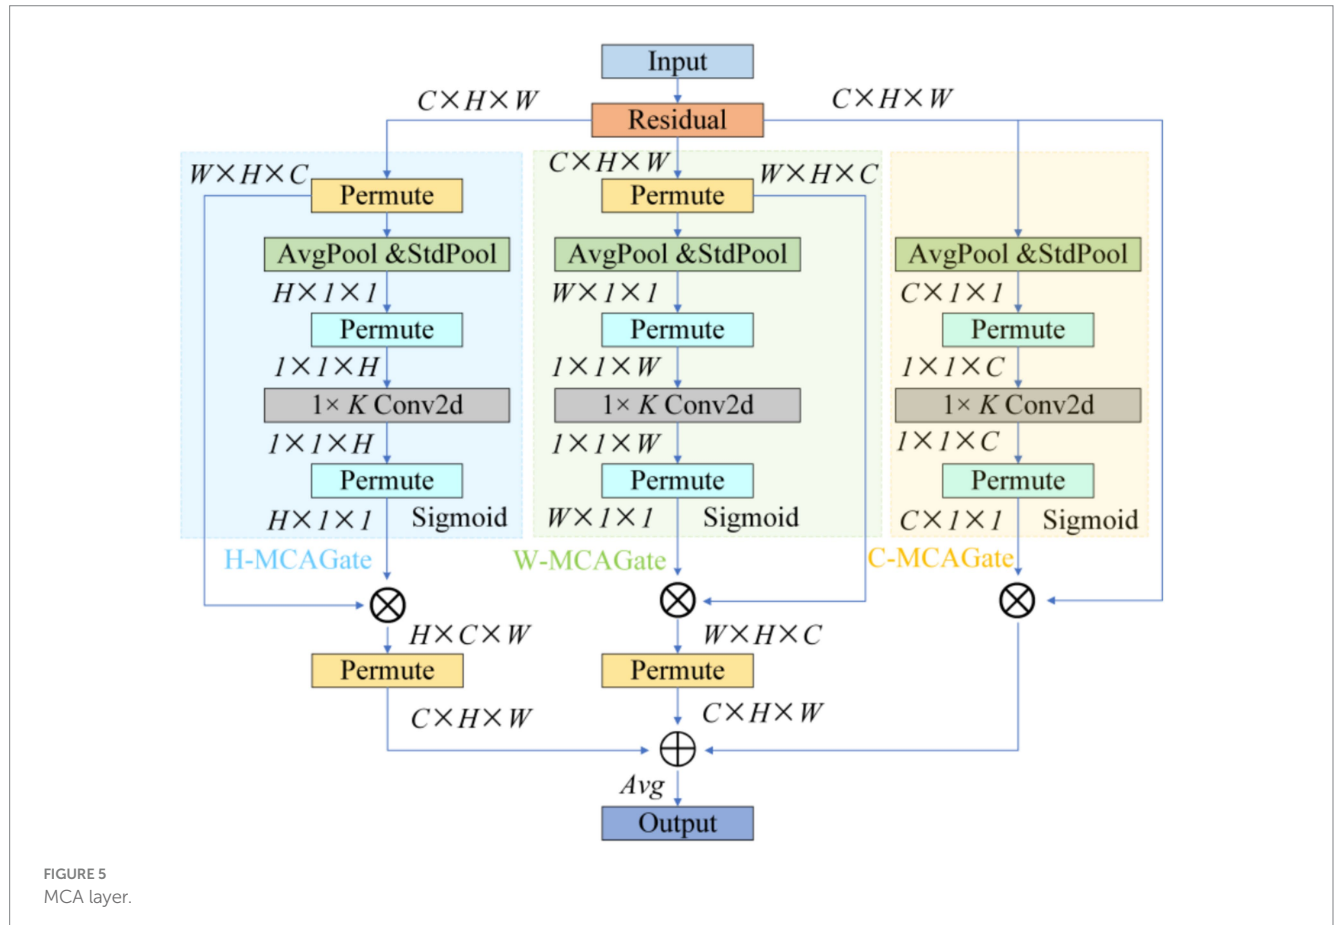 Input
C×H×W
C×H×W
Residual
W×H×C
C×H×W
W×H×C
Permute
Permute
AvgPool &StdPool
AvgPool &StdPool
AvgPool &StdPool
H×1×1
W×1×1
C×1×1
Permute
Permute
Permute
1×1×H
1×1×W
1×1×C
1× K Conv2d
1× K Conv2d
1× K Conv2d
1×1×H
1×1×W
1×1×C
Permute
Permute
Permute
H×1×1
Sigmoid
W×1×1
Sigmoid
C×1×1
Sigmoid
H-MCAGate
W-MCAGate
C-MCAGate
H×C×W
W×H×C
Permute
Permute
C×H×W
C×H×W
Avg
Output
FIGURE 5
MCA layer.